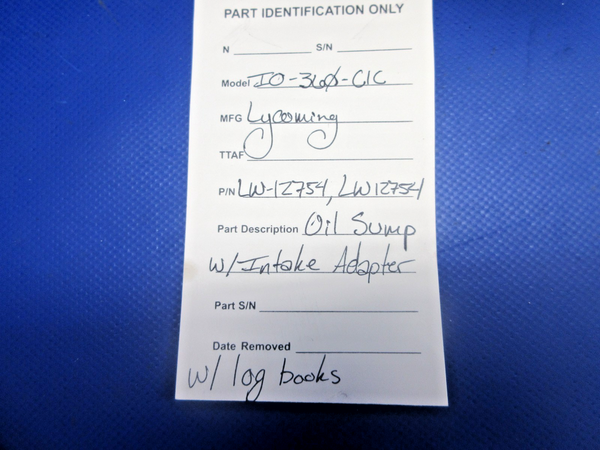 PART IDENTIFICATION ONLY
N S/N
Model IO-360-C1C
MFG Lycoming
TTAF
P/N LW-12754, LW12754
Part Description Oil Sump
w/Intake Adapter
Part S/N
Date Removed
w/ log books